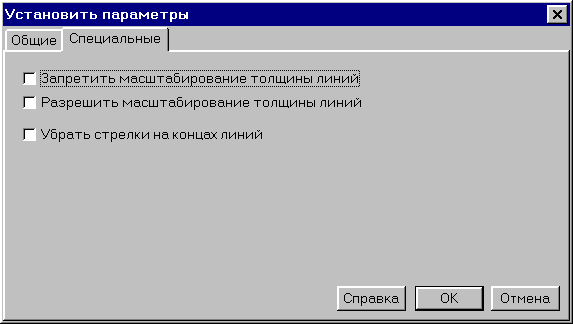 Установить параметры
Общие Специальные
Запретить масштабирование толщины линий
Разрешить масштабирование толщины линий
Убрать стрелки на концах линий
Справка OK Отмена